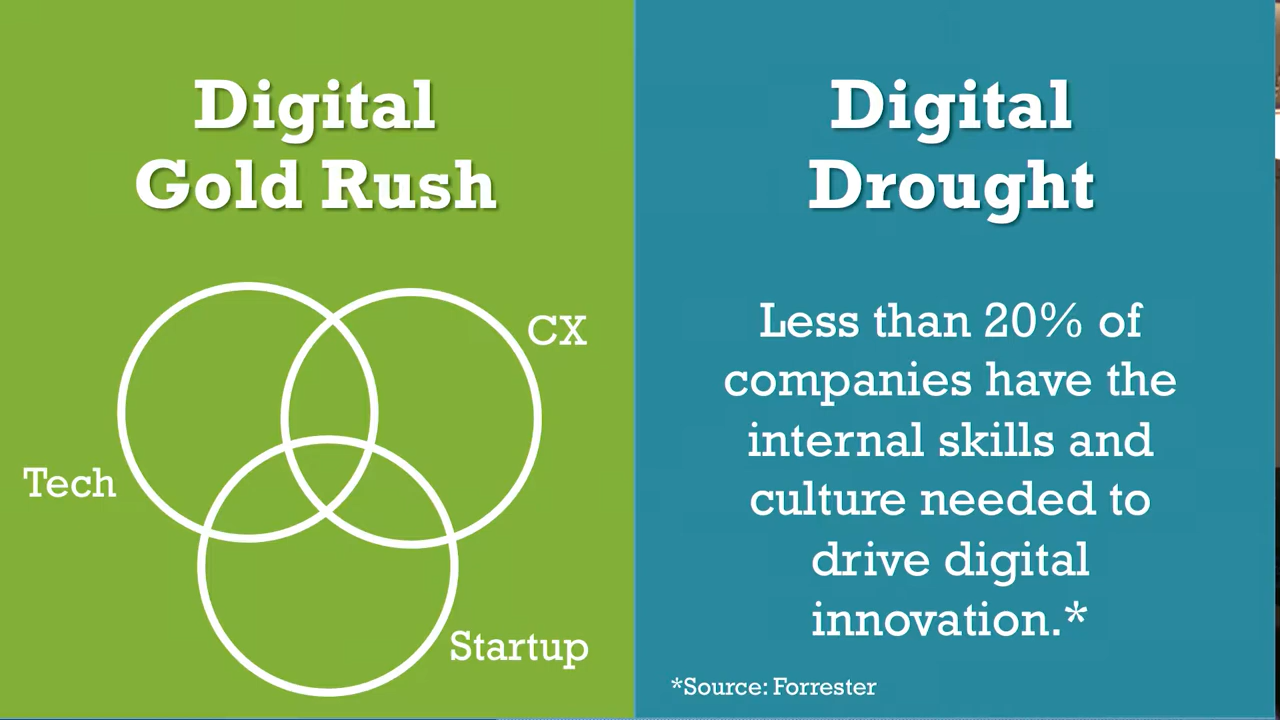 Digital
Gold Rush
CX
Tech
Startup
Digital
Drought
Less than 20% of
companies have the
internal skills and
culture needed to
drive digital
innovation.*
*Source: Forrester